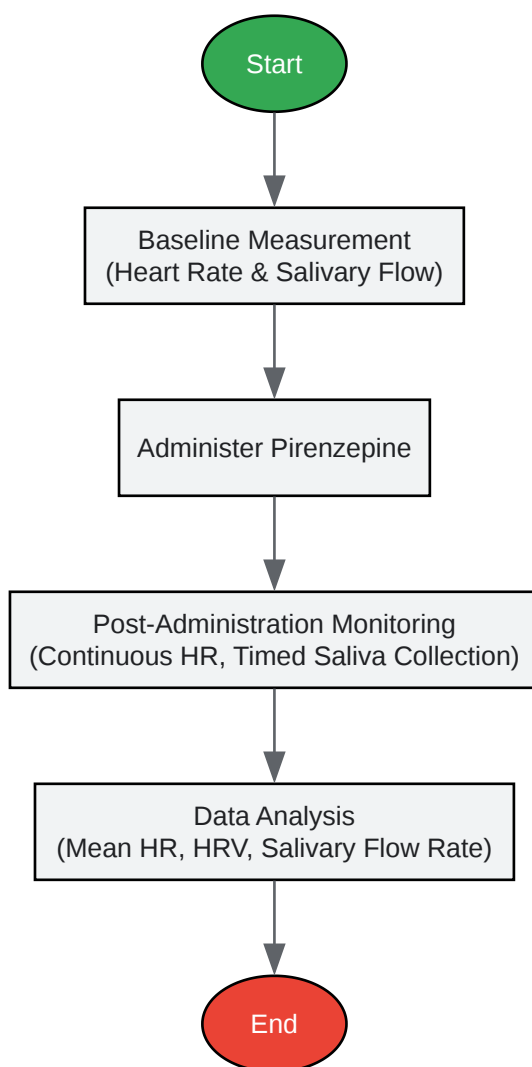 Start
Baseline Measurement
(Heart Rate & Salivary Flow)
Administer Pirenzepine
Post-Administration Monitoring
(Continuous HR, Timed Saliva Collection)
Data Analysis
(Mean HR, HRV, Salivary Flow Rate)
End